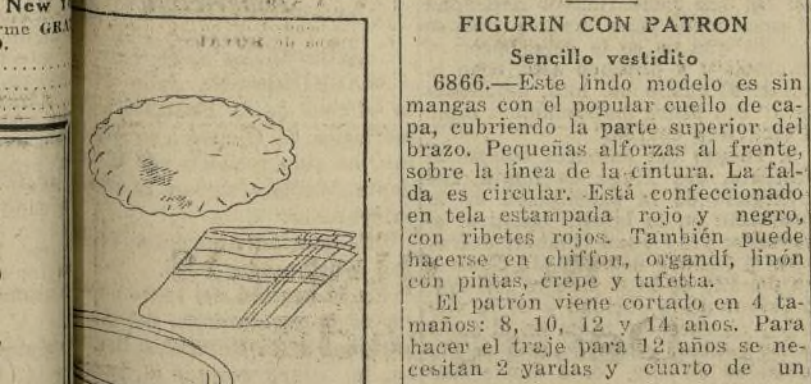 New
rme GRA
FIGURIN CON PATRON
Sencillo vestidito
6866.—Este lindo modelo es sin
mangas con el popular cuello de ca-
pa, cubriendo la parte superior del
brazo. Pequeñas alforzas al frente,
sobre la línea de la cintura. La fal-
da es circular. Está confeccionado
en tela estampada rojo y negro,
con ribetes rojos. También puede
hacerse en chiffon, organdí, linón
con pintas, crepe y tafetta.
El patrón viene cortado en 4 ta-
maños: 8, 10, 12 y 14 años. Para
hacer el traje para 12 años se ne-
cesitan 2 yardas y cuarto de un